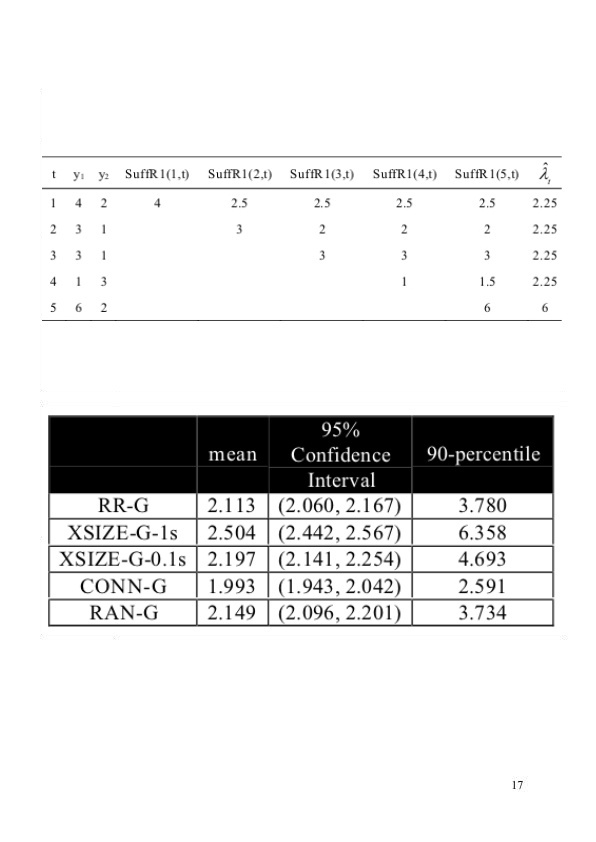 t y1 y2 SuffR1(1,t) SuffR1(2,t) SuffR1(3,t) SuffR1(4,t) SuffR1(5,t) λ̂t
1 4 2 4 2.5 2.5 2.5 2.5 2.25
2 3 1 3 2 2 2 2.25
3 3 1 3 3 3 2.25
4 1 3 1 1.5 2.25
5 6 2 6 6
95%
mean Confidence 90-percentile
Interval
RR-G 2.113 (2.060, 2.167) 3.780
XSIZE-G-1s 2.504 (2.442, 2.567) 6.358
XSIZE-G-0.1s 2.197 (2.141, 2.254) 4.693
CONN-G 1.993 (1.943, 2.042) 2.591
RAN-G 2.149 (2.096, 2.201) 3.734
17